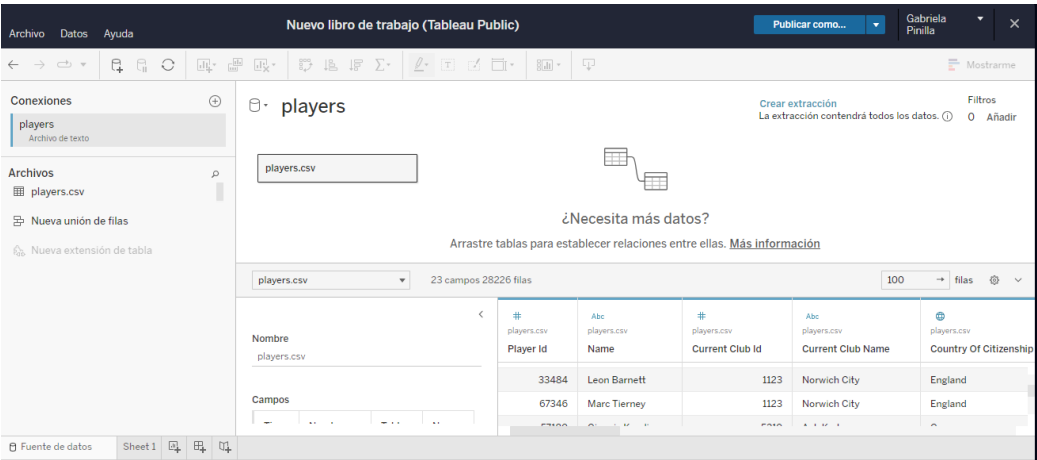 Nuevo libro de trabajo (Tableau Public)
Publicar como...
Gabriela
Pinilla
Archivo Datos Ayuda
Mostrarme
Conexiones
players
Archivo de texto
Archivos
players.csv
Nueva unión de filas
Nueva extensión de tabla
players
Crear extracción
La extracción contendrá todos los datos.
Filtros
0 Añadir
players.csv
¿Necesita más datos?
Arrastre tablas para establecer relaciones entre ellas. Más información
players.csv
23 campos 28226 filas
100 filas
Nombre
players.csv
Campos
# Abc # Abc
players.csv players.csv players.csv players.csv players.csv
Player Id Name Current Club Id Current Club Name Country Of Citizenship
33484 Leon Barnett 1123 Norwich City England
67346 Marc Tierney 1123 Norwich City England
Fuente de datos Sheet 1